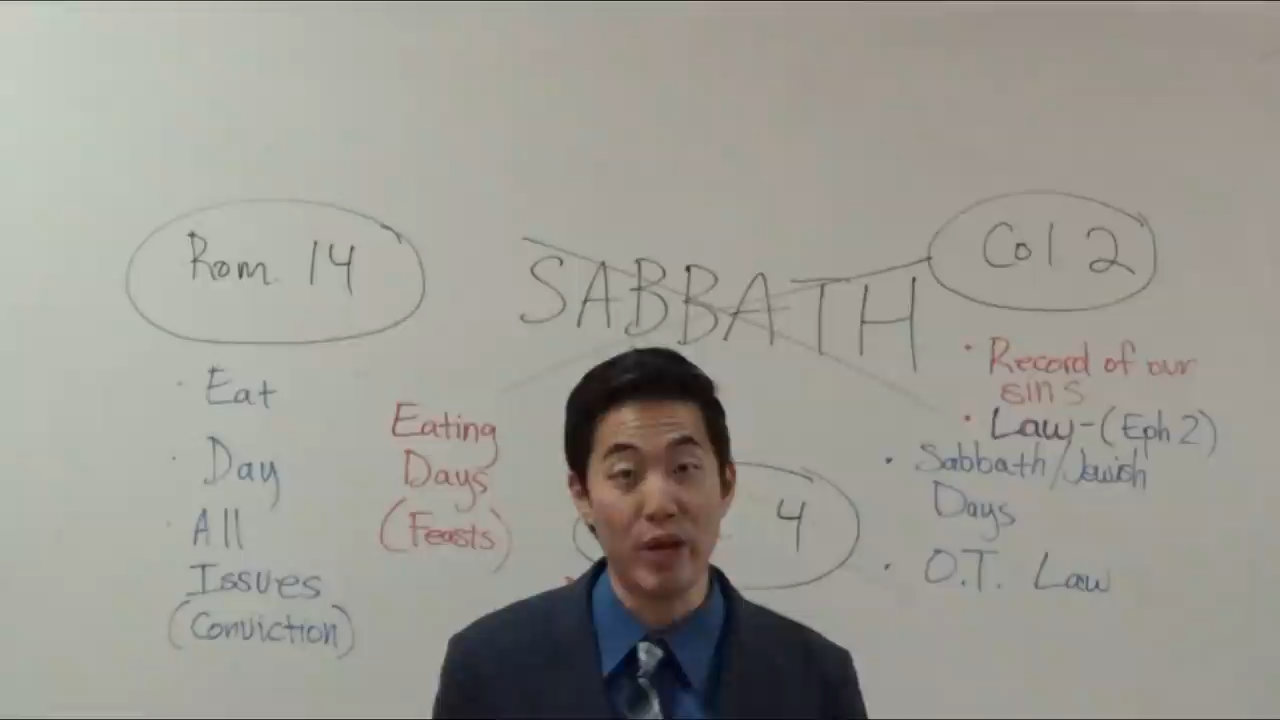 SABBATH
Rom. 14
• Eat
• Day
• All
Issues
(Conviction)
Eating
Days
(Feasts)
4
Col 2
• Record of our
sins
• Law-(Eph 2)
• Sabbath/Jewish
Days
• O.T. Law